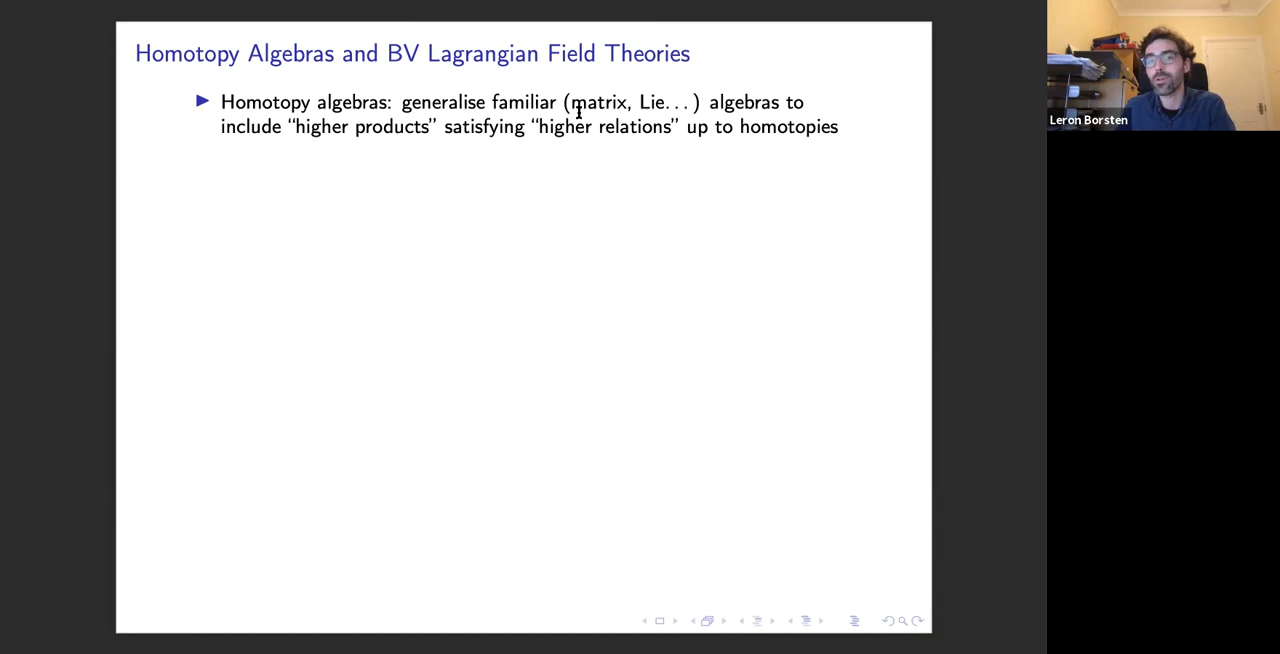 Homotopy Algebras and BV Lagrangian Field Theories
Homotopy algebras: generalise familiar (matrix, Lie...) algebras to
include “higher products” satisfying “higher relations” up to homotopies
Leron Borsten